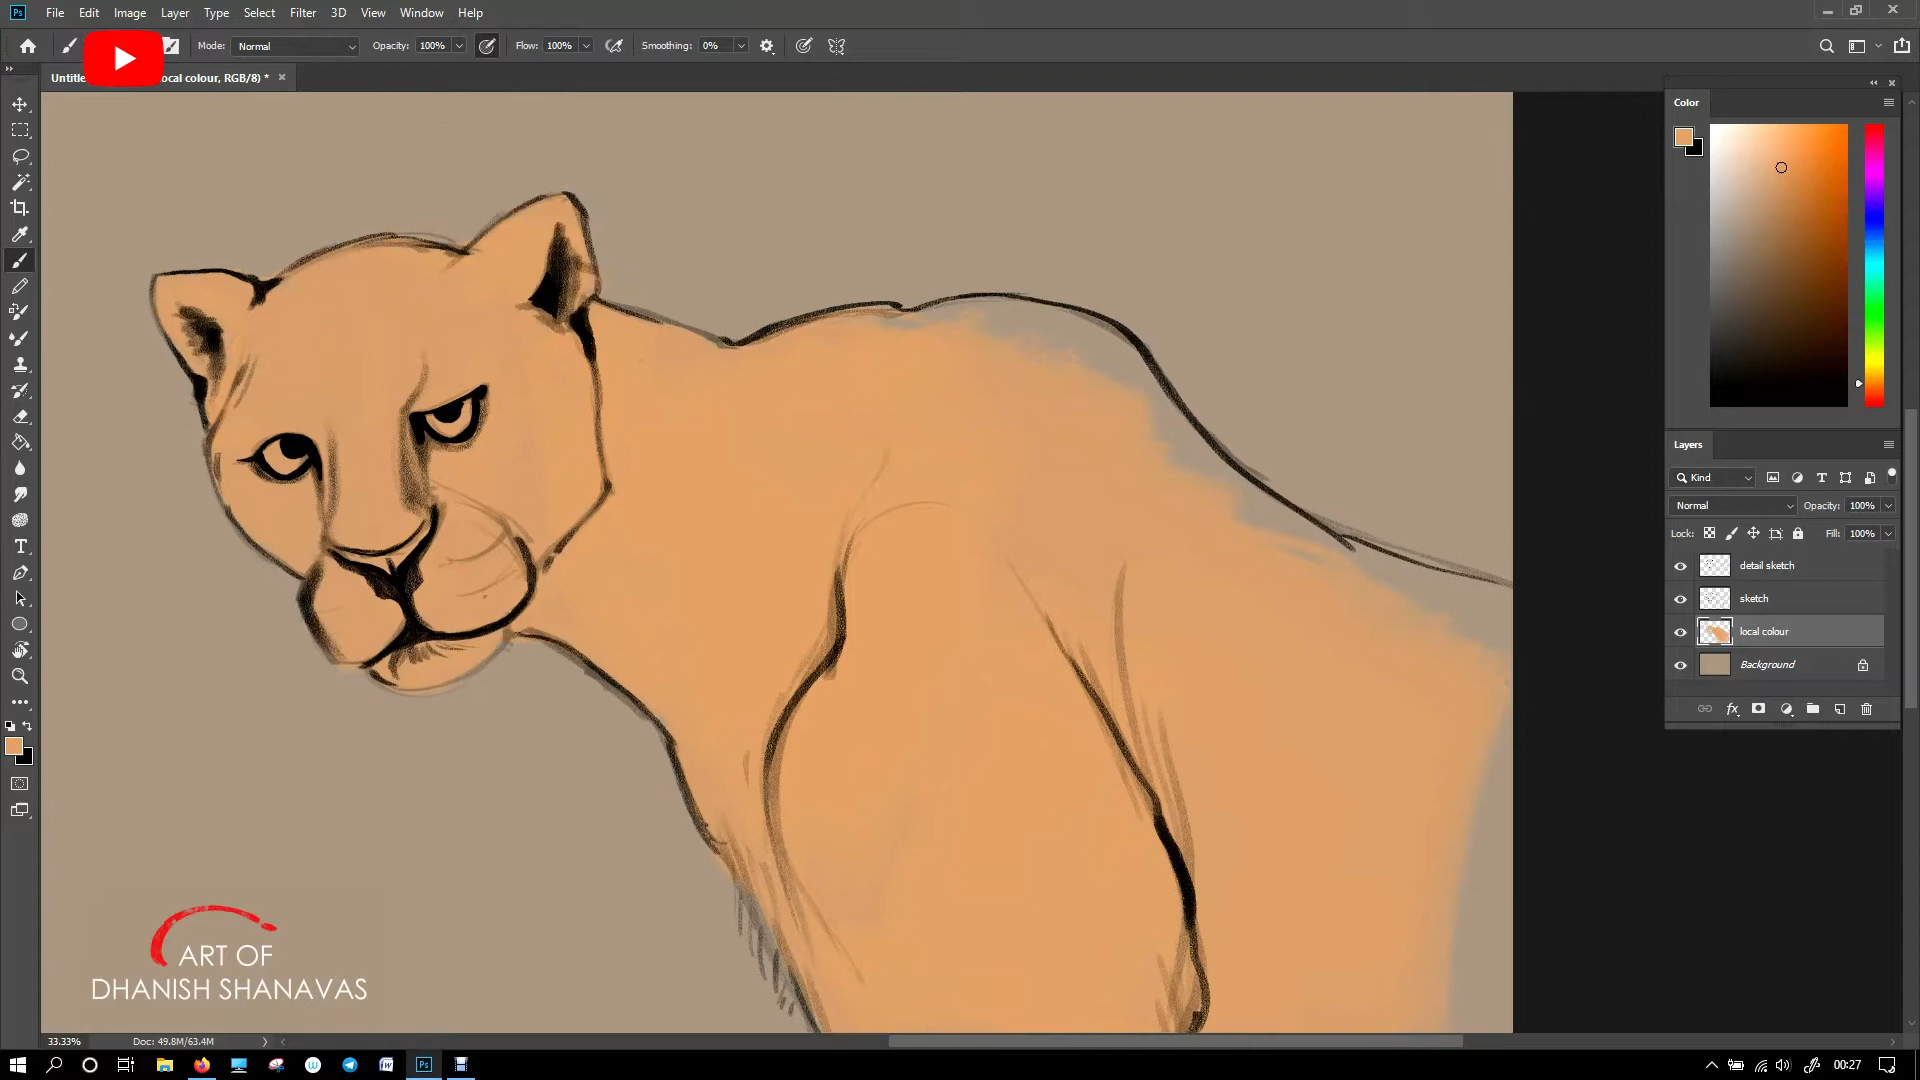 File Edit Image Layer Type Select Filter 3D View Window Help
Mode: Normal Opacity: 100% Flow: 100% Smoothing: 0%
local colour, RGB/8) *
Color
Layers
Kind
Normal Opacity: 100%
Lock: Fill: 100%
detail sketch
sketch
local colour
Background
ART OF
DHANISH SHANAVAS
33.33% Doc: 49.8M/63.4M
00:27